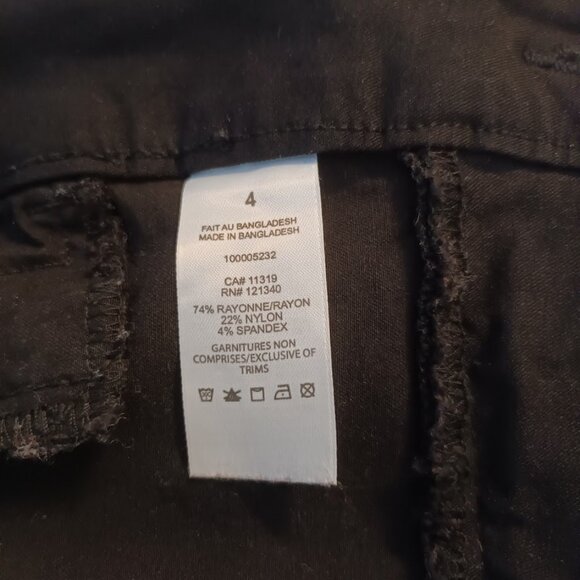 4
FAIT AU BANGLADESH
MADE IN BANGLADESH
100005232
CA# 11319
RN# 121340
74% RAYONNE/RAYON
22% NYLON
4% SPANDEX
GARNITURES NON
COMPRISES/EXCLUSIVE OF
TRIMS